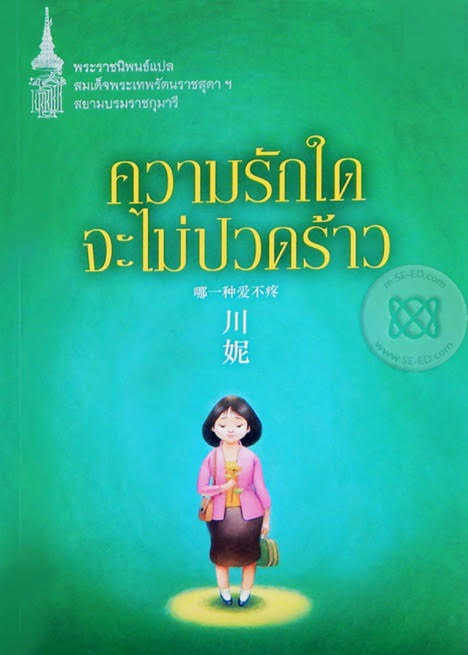 พระราชนิพนธ์แปล
สมเด็จพระเทพรัตนราชสุดา ฯ
สยามบรมราชกุมารี
ความรักใด
จะไม่ปวดร้าว
哪一种爱不疼
川
妮
m.SE-ED.com
www.SE-ED.com